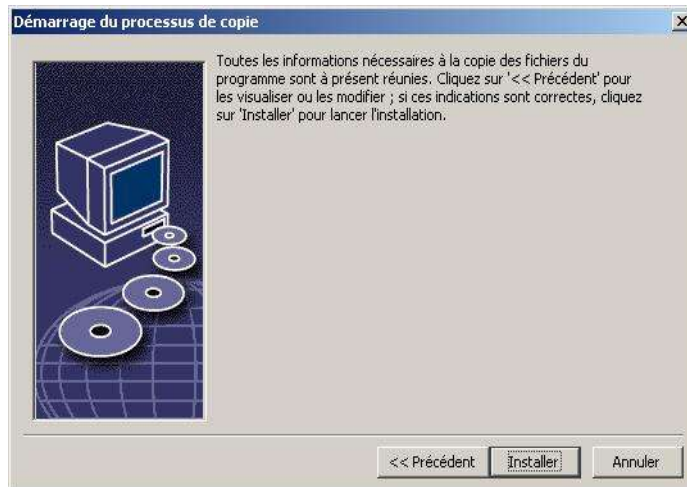 Démarrage du processus de copie
Toutes les informations nécessaires à la copie des fichiers du
programme sont à présent réunies. Cliquez sur '<< Précédent' pour
les visualiser ou les modifier ; si ces indications sont correctes, cliquez
sur 'Installer' pour lancer l'installation.
<< Précédent Installer Annuler